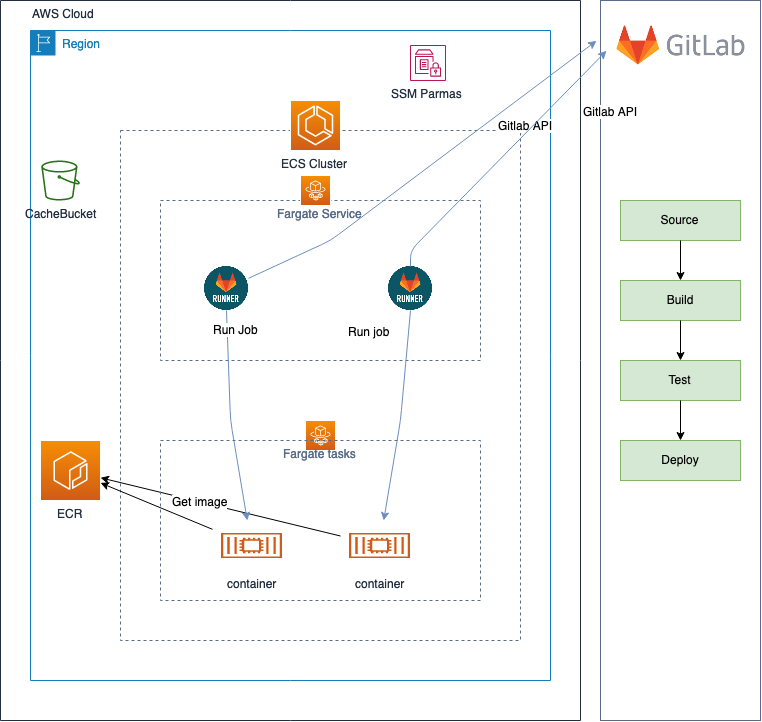 AWS Cloud
Region
GitLab
SSM Parmas
Gitlab API
Gitlab API
ECS Cluster
Fargate Service
CacheBucket
Source
Build
Test
Deploy
RUNNER
RUNNER
Run Job
Run job
Fargate tasks
Get image
ECR
container
container